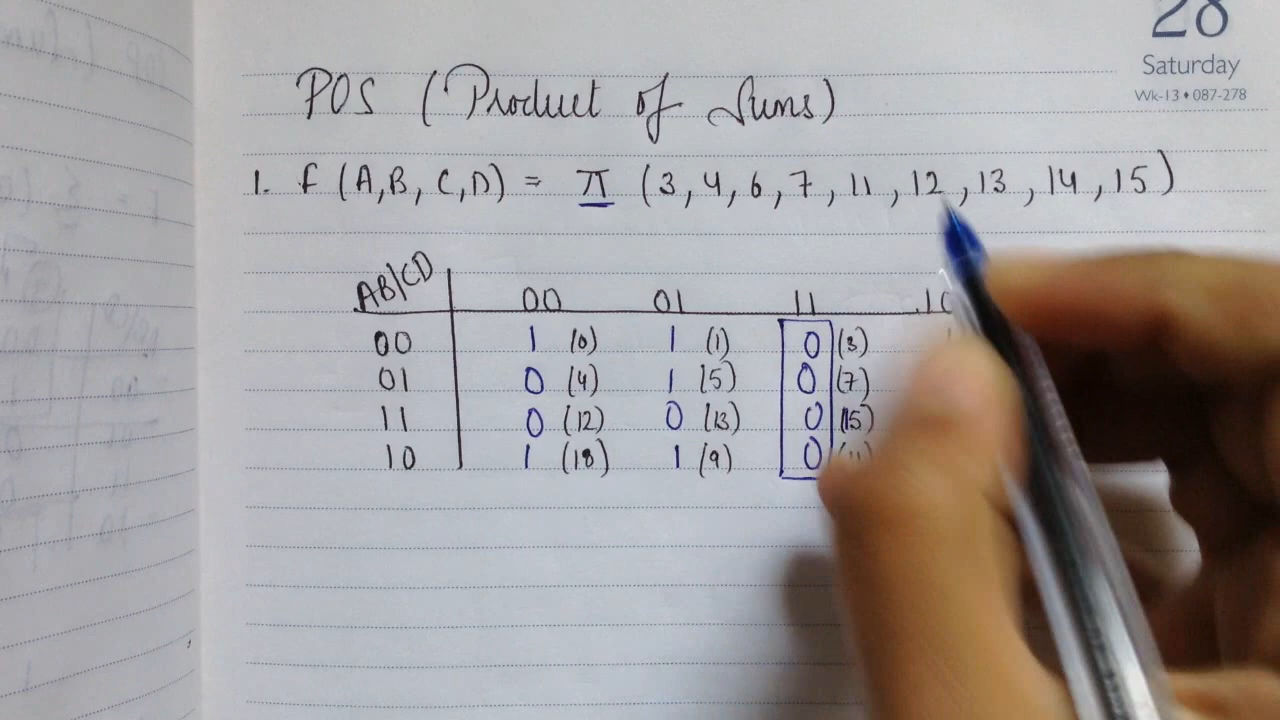 28
Saturday
Wk-13 • 087-278
POS (Product of Sums)
1. f (A,B,C,D) = π (3,4,6,7,11,12,13,14,15)
AB/CD 00 01 11 10
00 1 (0) 1 (1) 0 (3)
01 0 (4) 1 (5) 0 (7)
11 0 (12) 0 (13) 0 (15)
10 1 (18) 1 (9) 0